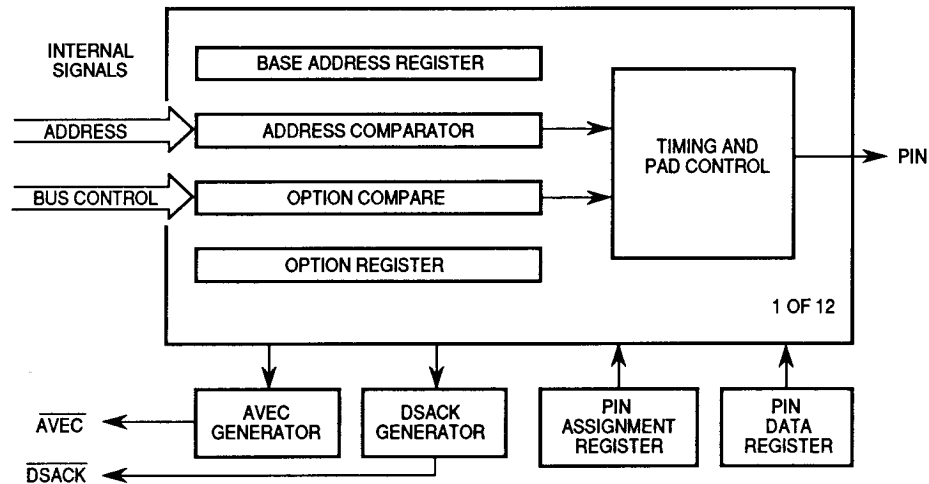 INTERNAL
SIGNALS
BASE ADDRESS REGISTER
ADDRESS
ADDRESS COMPARATOR
TIMING AND
PAD CONTROL
PIN
BUS CONTROL
OPTION COMPARE
OPTION REGISTER
1 OF 12
AVEC
AVEC
GENERATOR
DSACK
GENERATOR
PIN
ASSIGNMENT
REGISTER
PIN
DATA
REGISTER
DSACK